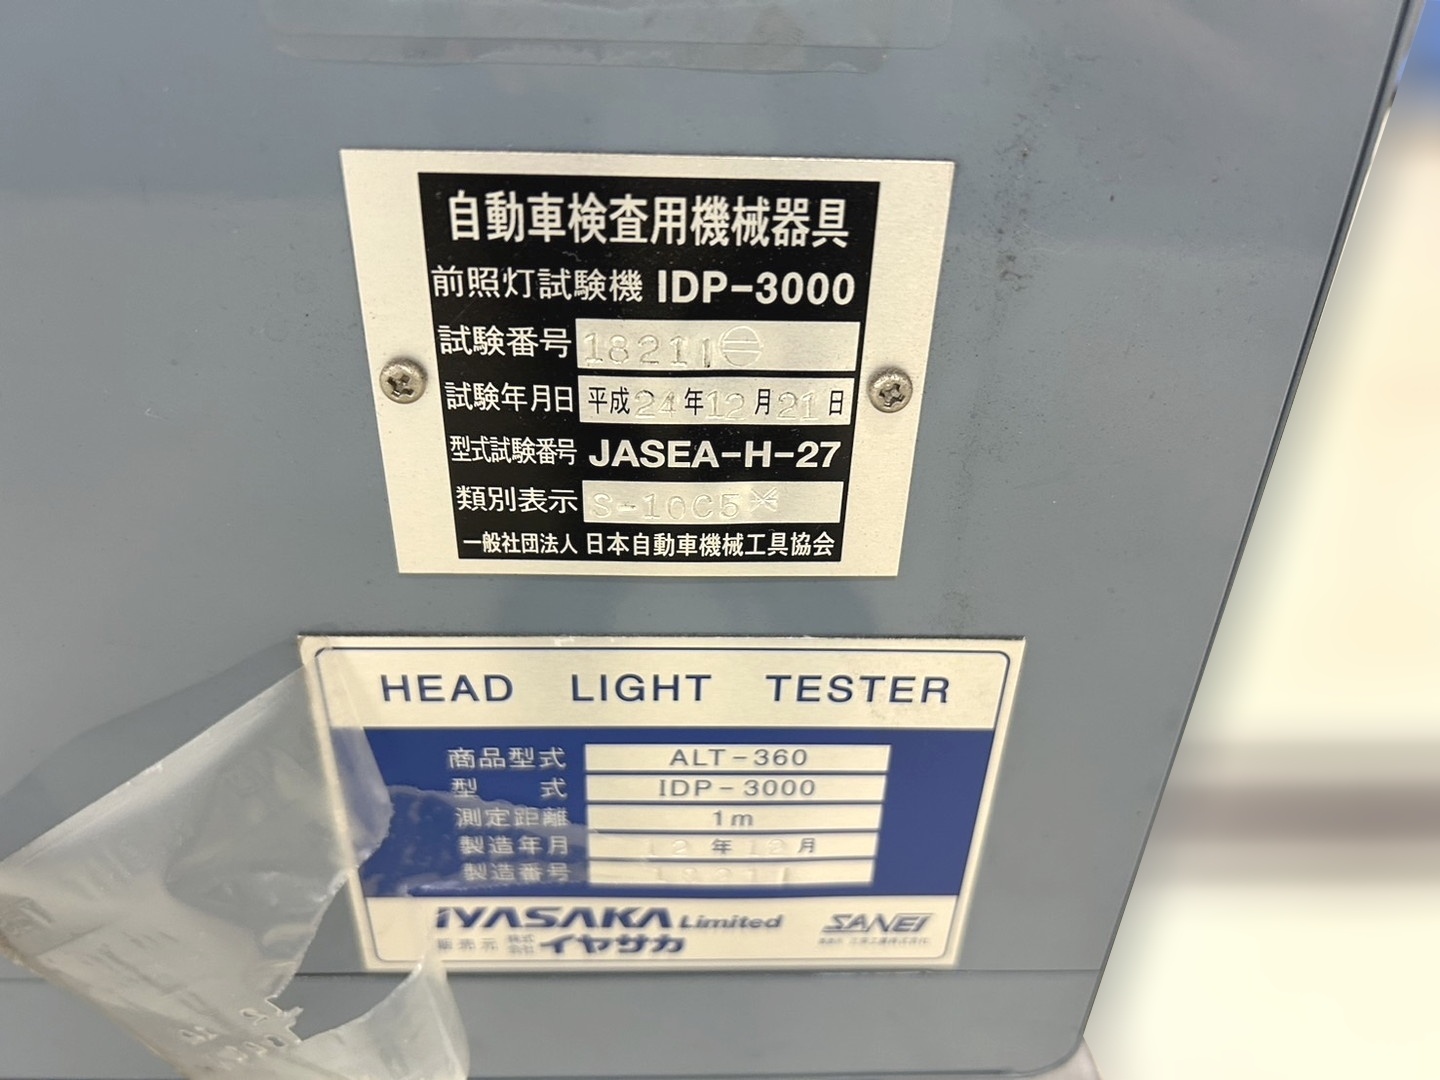 自動車検査用機械器具
前照灯試験機 IDP-3000
試験番号 18211
試験年月日 平成24年12月21日
型式試験番号 JASEA-H-27
類別表示 S-10C5
一般社団法人 日本自動車機械工具協会
HEAD LIGHT TESTER
商品型式 ALT-360
型 式 IDP-3000
測定距離 1m
製造年月 12年12月
製造番号 18211
IYASAKA Limited SANEI
販売元 株式会社 イヤサカ